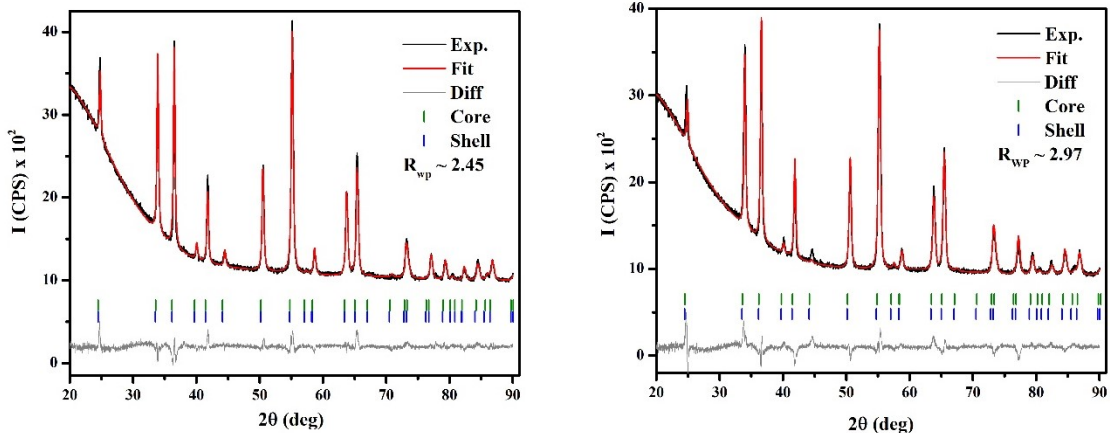 40
30
20
10
0
I (CPS) x 10²
Exp.
Fit
Diff
Core
Shell
R_wp ~ 2.45
20 30 40 50 60 70 80 90
2θ (deg)
40
30
20
10
0
I (CPS) x 10²
Exp.
Fit
Diff
Core
Shell
R_WP ~ 2.97
20 30 40 50 60 70 80 90
2θ (deg)